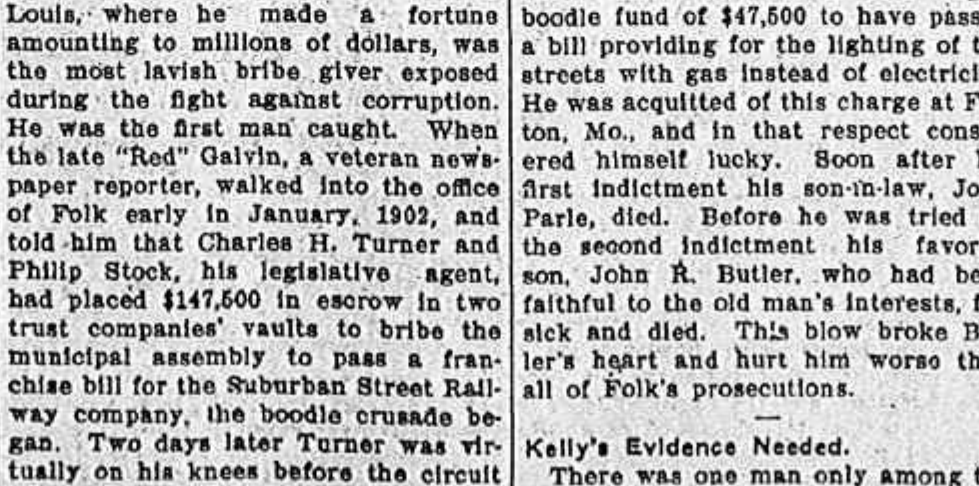 Louis, where he made a fortune
amounting to millions of dollars, was
the most lavish bribe giver exposed
during the fight against corruption.
He was the first man caught. When
the late "Red" Galvin, a veteran news-
paper reporter, walked into the office
of Folk early in January, 1902, and
told him that Charles H. Turner and
Philip Stock, his legislative agent,
had placed $147,500 in escrow in two
trust companies' vaults to bribe the
municipal assembly to pass a fran-
chise bill for the Suburban Street Rail-
way company, the boodle crusade be-
gan. Two days later Turner was vir-
tually on his knees before the circuit
boodle fund of $47,500 to have pass
a bill providing for the lighting of
streets with gas instead of electrici
He was acquitted of this charge at F
ton, Mo., and in that respect cons
ered himself lucky. Soon after
first indictment his son-in-law, Jo
Parle, died. Before he was tried
the second indictment his favor
son, John R. Butler, who had be
faithful to the old man's interests,
sick and died. This blow broke B
ler's heart and hurt him worse th
all of Folk's prosecutions.
Kelly's Evidence Needed.
There was one man only among